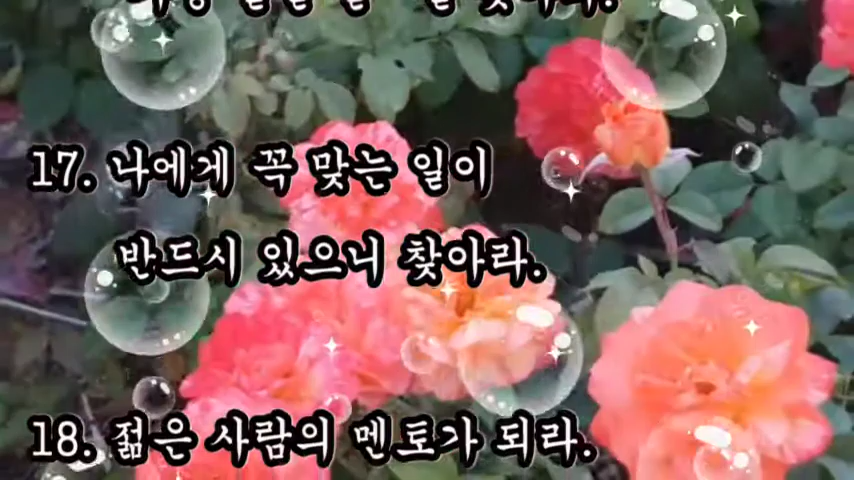 17. 나에게 꼭 맞는 일이
반드시 있으니 찾아라.
18. 젊은 사람의 멘토가 되라.